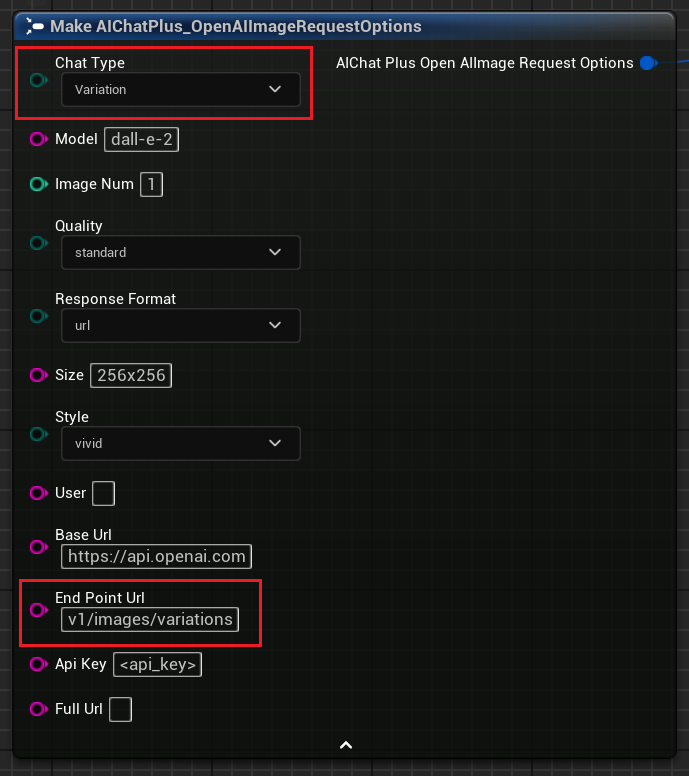 Make AIChatPlus_OpenAIImageRequestOptions
Chat Type
AIChat Plus Open AIImage Request Options
Variation
Model dall-e-2
Image Num 1
Quality
standard
Response Format
url
Size 256x256
Style
vivid
User
Base Url
https://api.openai.com
End Point Url
v1/images/variations
Api Key <api_key>
Full Url